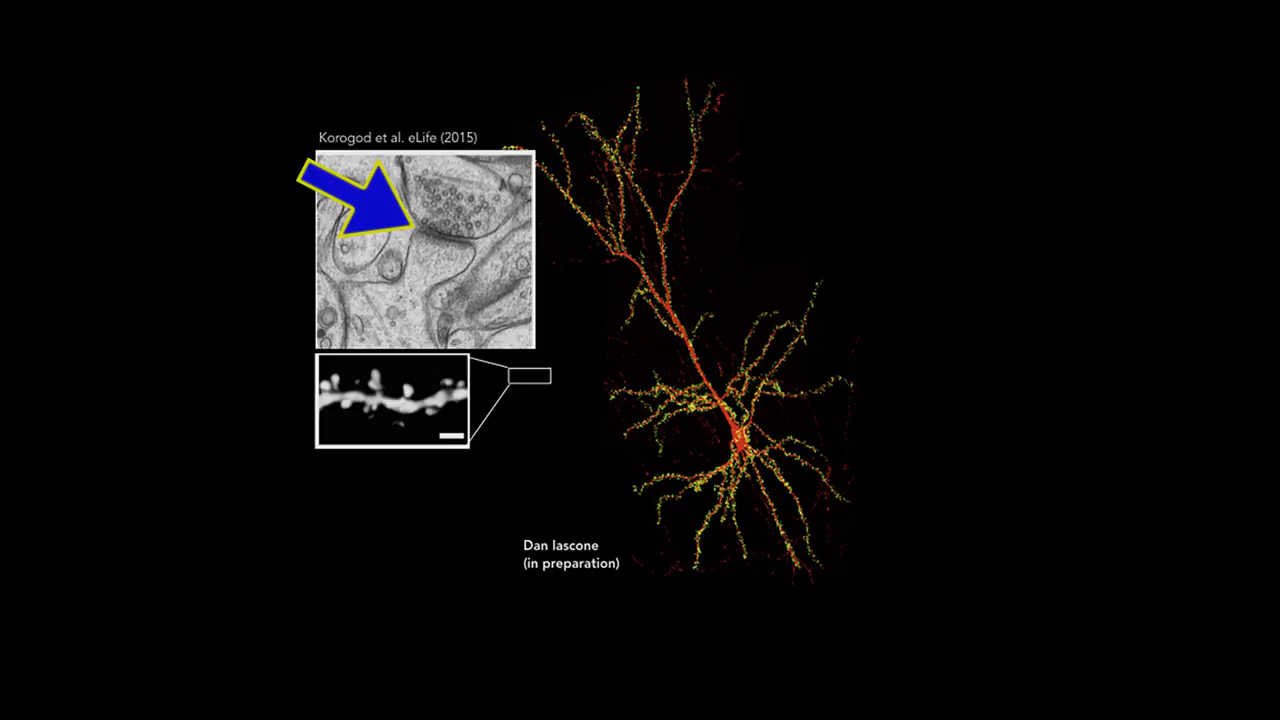 Korogod et al. eLife (2015)
Dan Iascone
(in preparation)